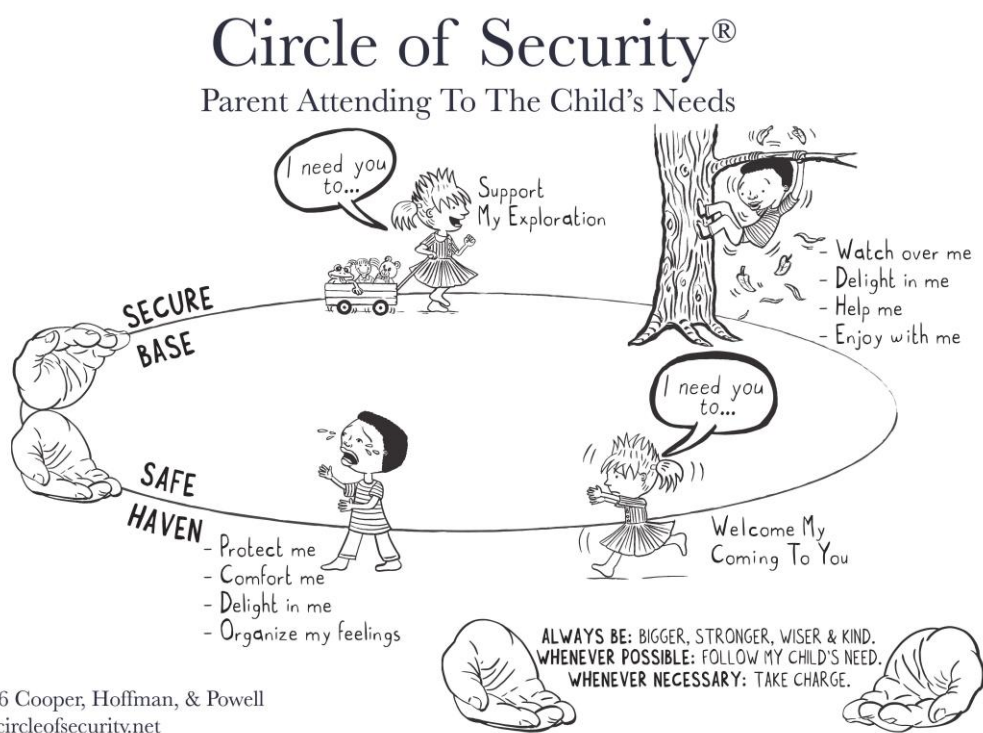 Circle of Security®
Parent Attending To The Child's Needs
I need you
to...
Support
My Exploration
- Watch over me
- Delight in me
- Help me
- Enjoy with me
SECURE
BASE
I need you
to...
SAFE
HAVEN
- Protect me
- Comfort me
- Delight in me
- Organize my feelings
Welcome My
Coming To You
ALWAYS BE: BIGGER, STRONGER, WISER & KIND.
WHENEVER POSSIBLE: FOLLOW MY CHILD'S NEED.
WHENEVER NECESSARY: TAKE CHARGE.
6 Cooper, Hoffman, & Powell
circleofsecurity.net